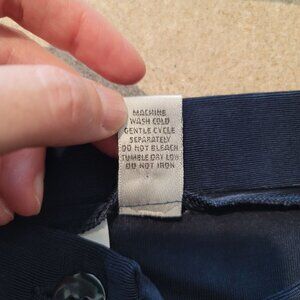 MACHINE
WASH COLD
GENTLE CYCLE
SEPARATELY
DO NOT BLEACH
TUMBLE DRY LOW
DO NOT IRON